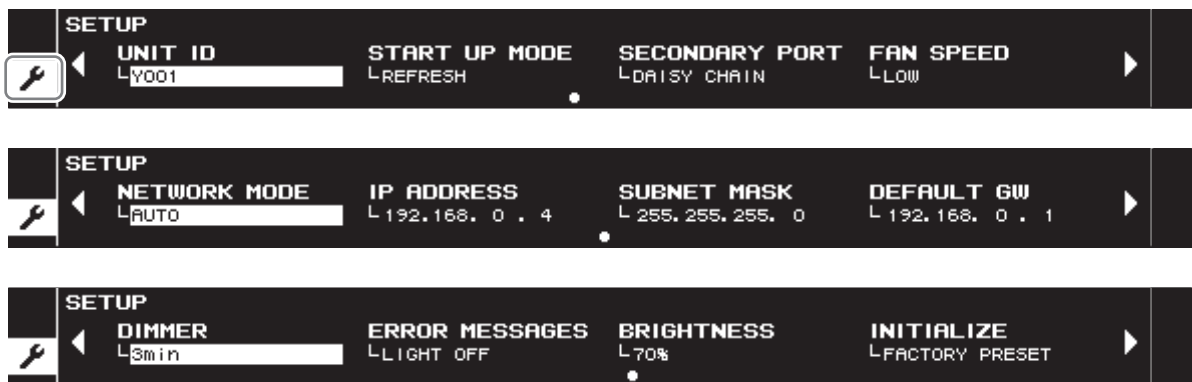 SETUP
UNIT ID START UP MODE SECONDARY PORT FAN SPEED
Y001 REFRESH DAISY CHAIN LOW
SETUP
NETWORK MODE IP ADDRESS SUBNET MASK DEFAULT GW
AUTO 192.168. 0 . 4 255.255.255. 0 192.168. 0 . 1
SETUP
DIMMER ERROR MESSAGES BRIGHTNESS INITIALIZE
3min LIGHT OFF 70% FACTORY PRESET